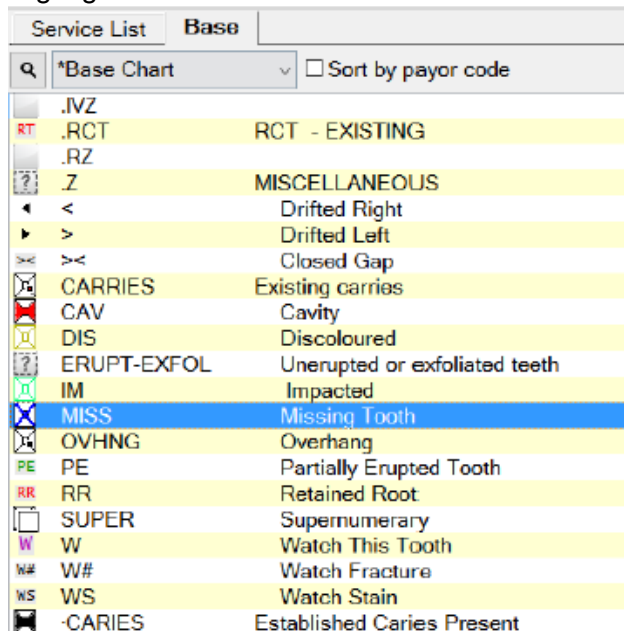 Service List Base
*Base Chart Sort by payor code
.IVZ
RT .RCT RCT - EXISTING
.RZ
? .Z MISCELLANEOUS
< Drifted Right
> Drifted Left
>< >< Closed Gap
CARRIES Existing carries
CAV Cavity
DIS Discoloured
? ERUPT-EXFOL Unerupted or exfoliated teeth
IM Impacted
MISS Missing Tooth
OVHNG Overhang
PE PE Partially Erupted Tooth
RR RR Retained Root
SUPER Supernumerary
W W Watch This Tooth
W# W# Watch Fracture
WS WS Watch Stain
-CARIES Established Caries Present